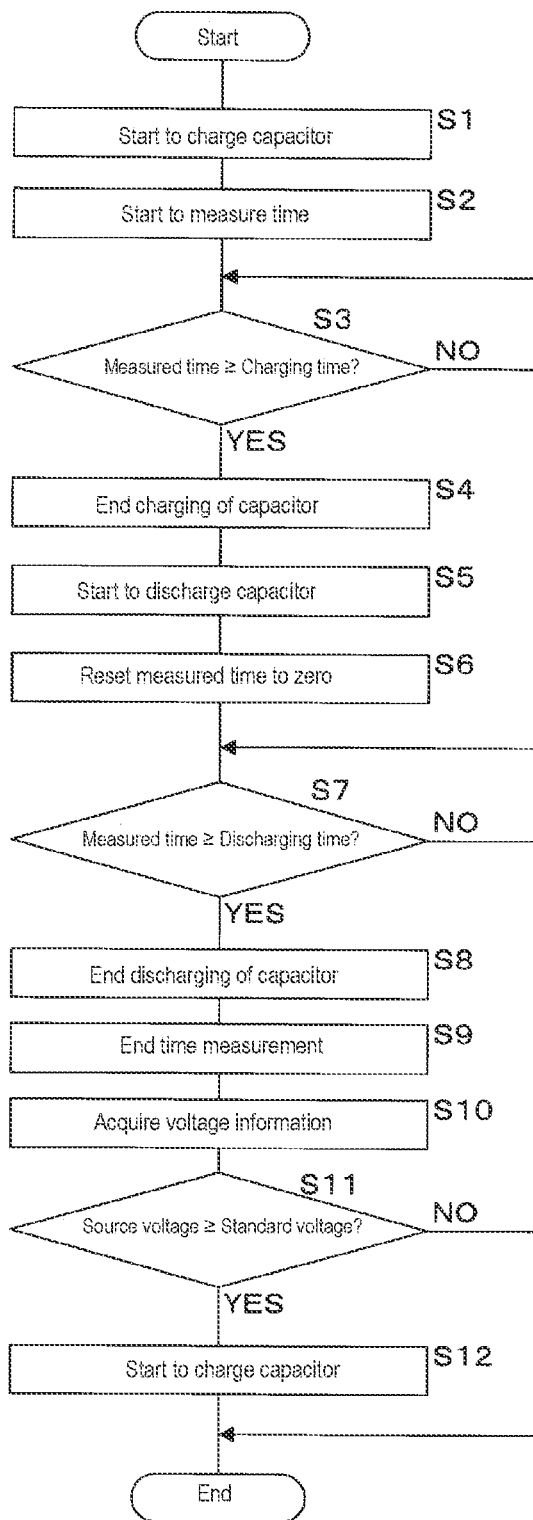 Start
S1
Start to charge capacitor
S2
Start to measure time
S3
Measured time ≥ Charging time?
NO
YES
S4
End charging of capacitor
S5
Start to discharge capacitor
S6
Reset measured time to zero
S7
Measured time ≥ Discharging time?
NO
YES
S8
End discharging of capacitor
S9
End time measurement
S10
Acquire voltage information
S11
Source voltage ≥ Standard voltage?
NO
YES
S12
Start to charge capacitor
End